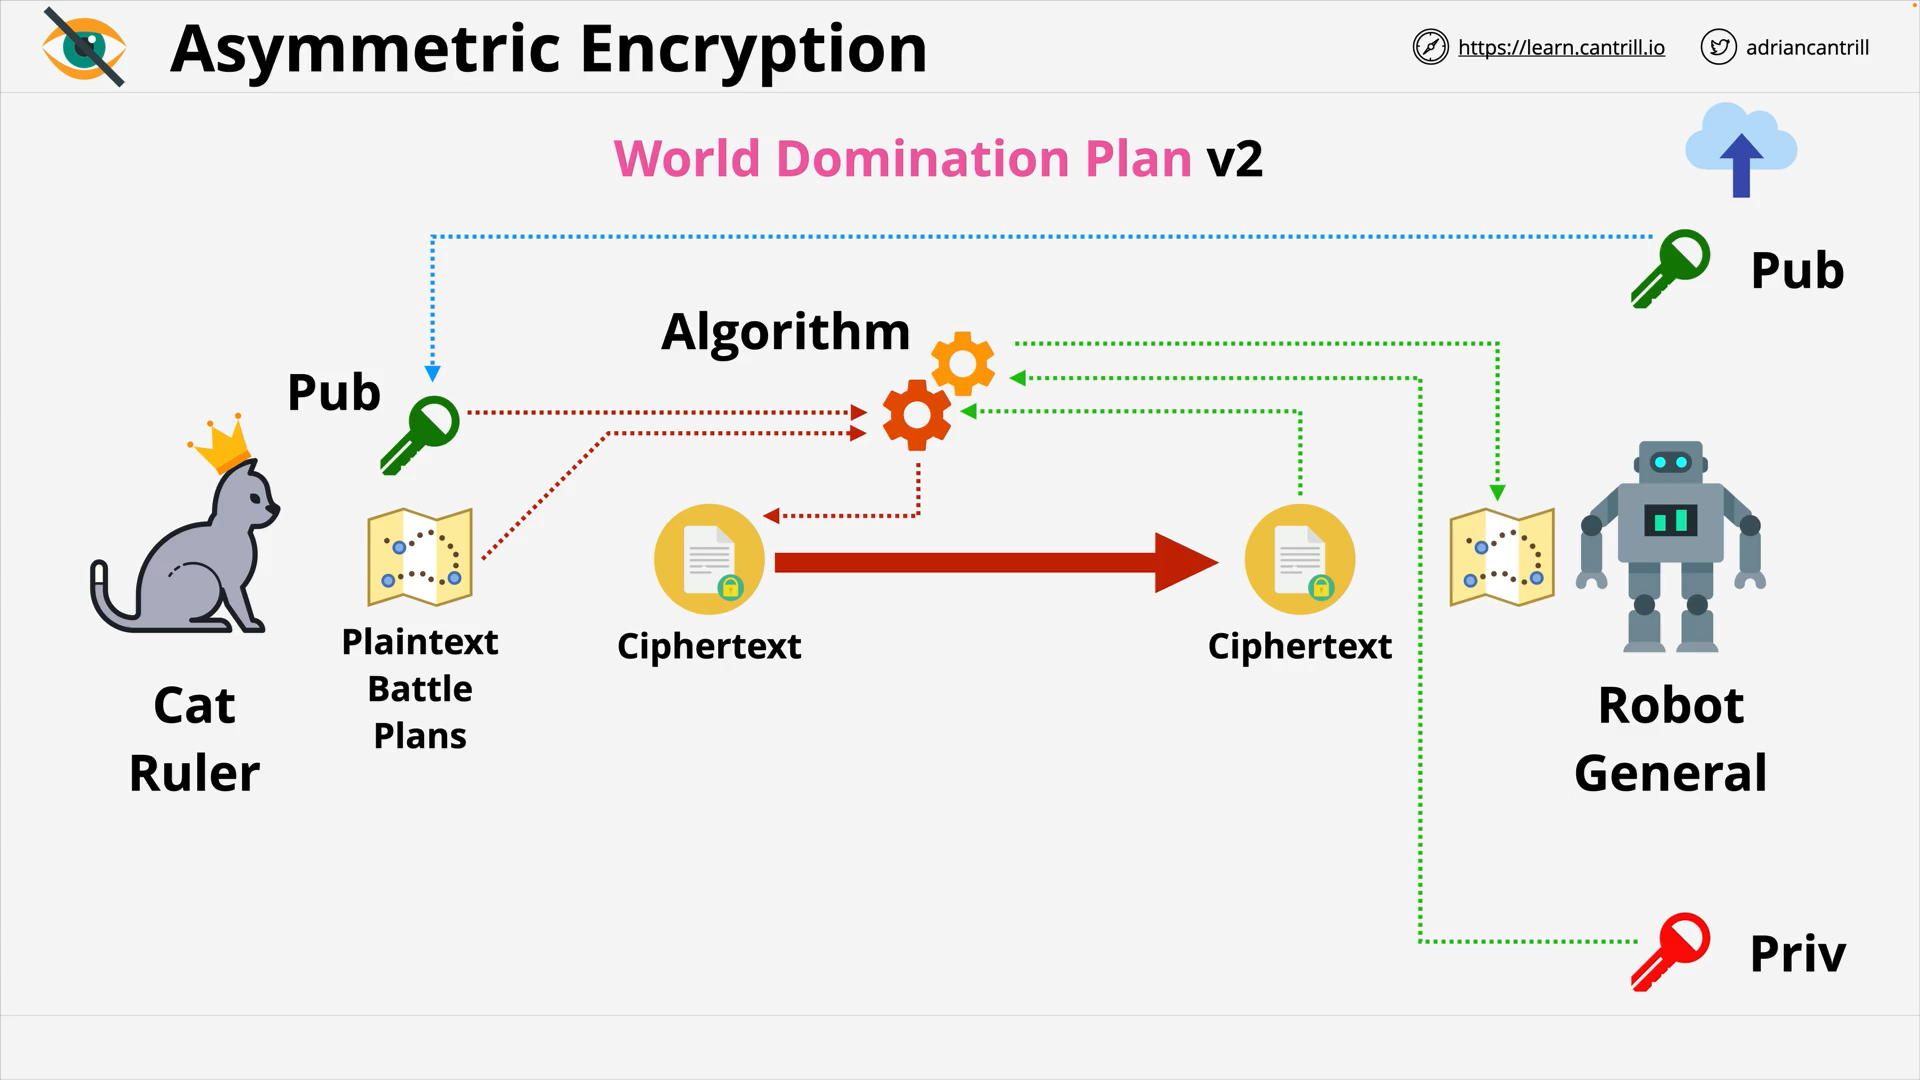 Asymmetric Encryption
https://learn.cantrill.io
adriancantrill
World Domination Plan v2
Pub
Algorithm
Pub
Plaintext
Battle
Plans
Ciphertext
Ciphertext
Cat
Ruler
Robot
General
Priv